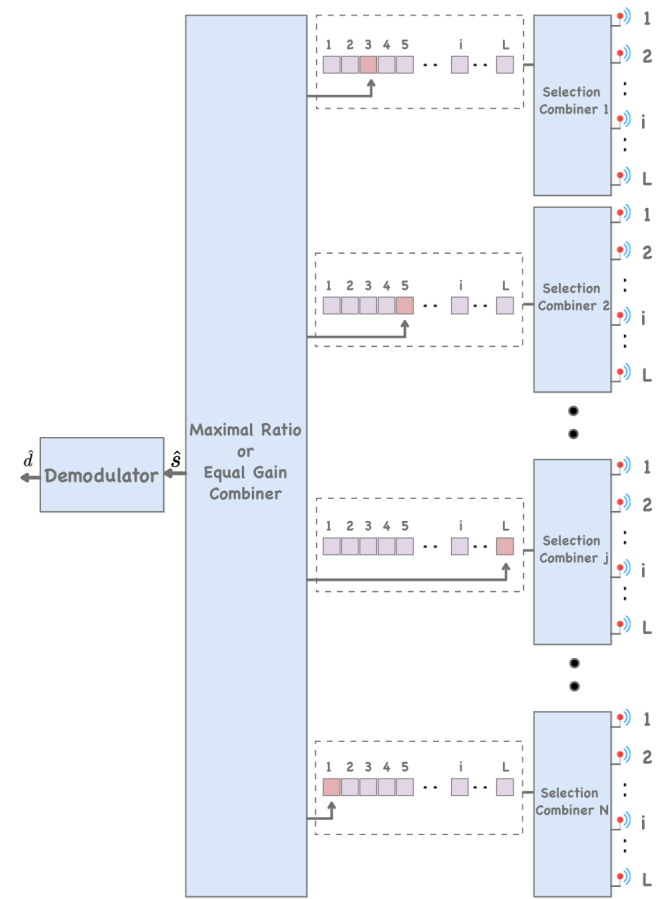 1 2 3 4 5 i L
Selection
Combiner 1
1
2
i
L
1 2 3 4 5 i L
Selection
Combiner 2
1
2
i
L
Maximal Ratio
or
Equal Gain
Combiner
d̂
Demodulator
ŝ
1 2 3 4 5 i L
Selection
Combiner j
1
2
i
L
1 2 3 4 5 i L
Selection
Combiner N
1
2
i
L